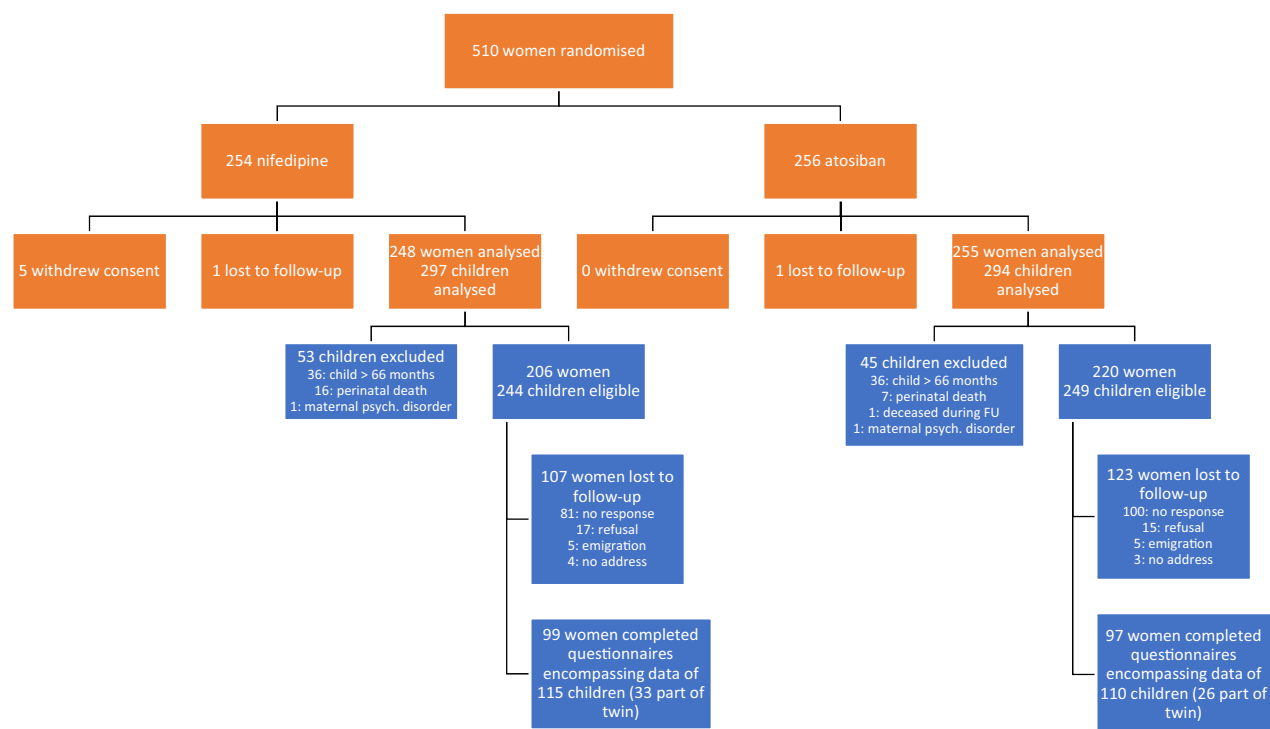 510 women randomised
254 nifedipine
256 atosiban
5 withdrew consent
1 lost to follow-up
248 women analysed
297 children
analysed
0 withdrew consent
1 lost to follow-up
255 women analysed
294 children
analysed
53 children excluded
36: child > 66 months
16: perinatal death
1: maternal psych. disorder
206 women
244 children eligible
45 children excluded
36: child > 66 months
7: perinatal death
1: deceased during FU
1: maternal psych. disorder
220 women
249 children eligible
107 women lost to
follow-up
81: no response
17: refusal
5: emigration
4: no address
123 women lost to
follow-up
100: no response
15: refusal
5: emigration
3: no address
99 women completed
questionnaires
encompassing data of
115 children (33 part of
twin)
97 women completed
questionnaires
encompassing data of
110 children (26 part of
twin)